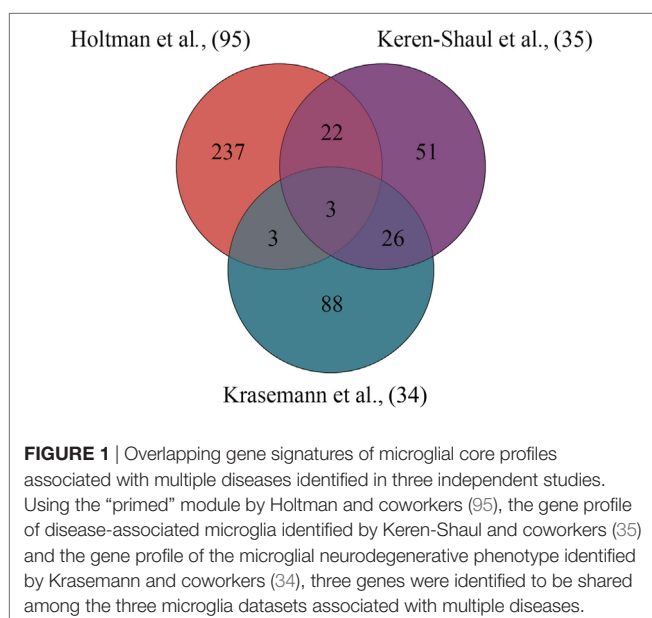 Holtman et al., (95) Keren-Shaul et al., (35)
22
237 51
3
3 26
88
Krasemann et al., (34)
FIGURE 1 | Overlapping gene signatures of microglial core profiles
associated with multiple diseases identified in three independent studies.
Using the “primed” module by Holtman and coworkers (95), the gene profile
of disease-associated microglia identified by Keren-Shaul and coworkers (35)
and the gene profile of the microglial neurodegenerative phenotype identified
by Krasemann and coworkers (34), three genes were identified to be shared
among the three microglia datasets associated with multiple diseases.